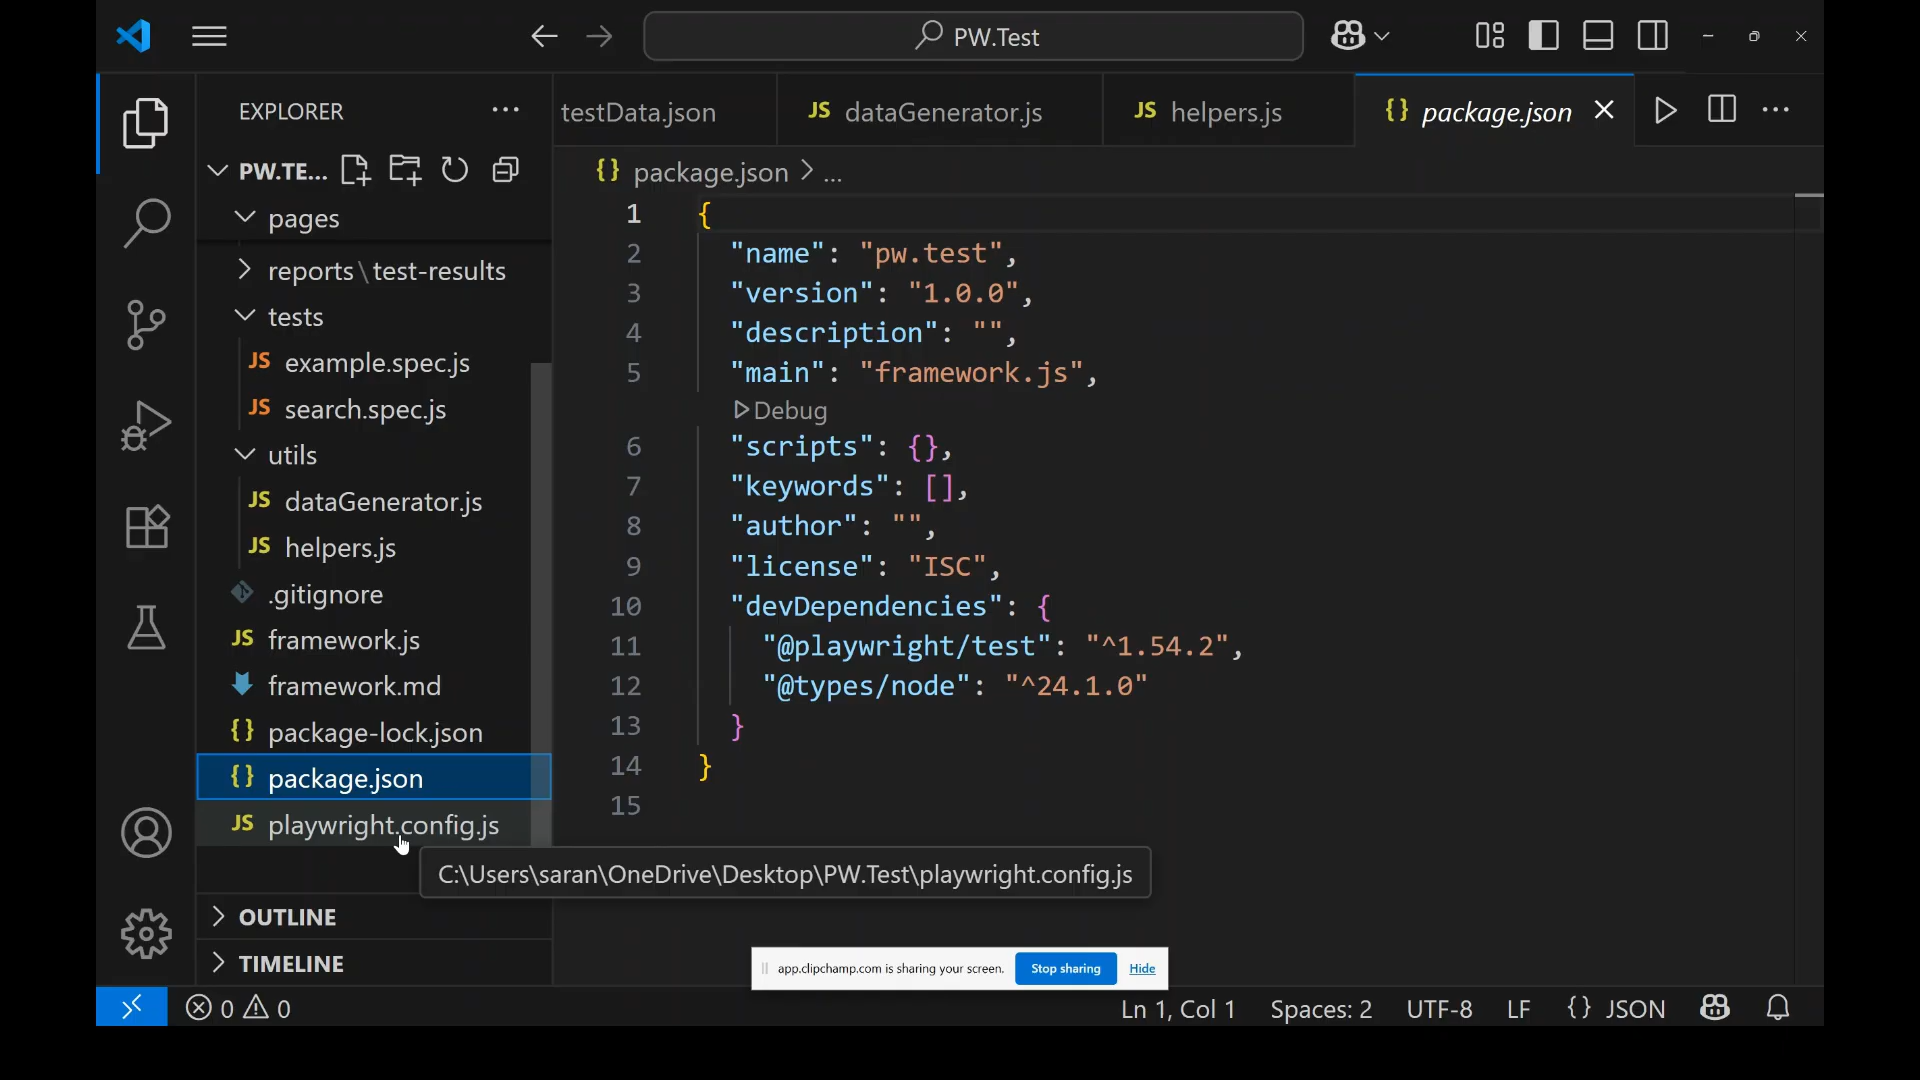 PW.Test
EXPLORER
testData.json
JS dataGenerator.js
JS helpers.js
{} package.json
PW.TE...
{} package.json > ...
pages
reports\test-results
tests
JS example.spec.js
JS search.spec.js
utils
JS dataGenerator.js
JS helpers.js
.gitignore
JS framework.js
framework.md
{} package-lock.json
{} package.json
JS playwright.config.js
OUTLINE
TIMELINE
1 {
2 "name": "pw.test",
3 "version": "1.0.0",
4 "description": "",
5 "main": "framework.js",
Debug
6 "scripts": {},
7 "keywords": [],
8 "author": "",
9 "license": "ISC",
10 "devDependencies": {
11 "@playwright/test": "^1.54.2",
12 "@types/node": "^24.1.0"
13 }
14 }
15
C:\Users\saran\OneDrive\Desktop\PW.Test\playwright.config.js
app.clipchamp.com is sharing your screen. Stop sharing Hide
0 0 Ln 1, Col 1 Spaces: 2 UTF-8 LF {} JSON